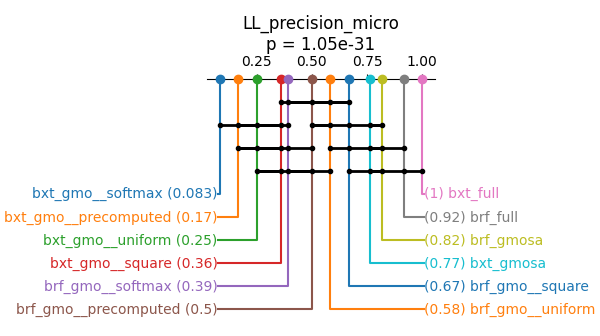 LL_precision_micro
p = 1.05e-31
0.25 0.50 0.75 1.00
bxt_gmo__softmax (0.083) (1) bxt_full
bxt_gmo__precomputed (0.17) (0.92) brf_full
bxt_gmo__uniform (0.25) (0.82) brf_gmosa
bxt_gmo__square (0.36) (0.77) bxt_gmosa
brf_gmo__softmax (0.39) (0.67) brf_gmo__square
brf_gmo__precomputed (0.5) (0.58) brf_gmo__uniform